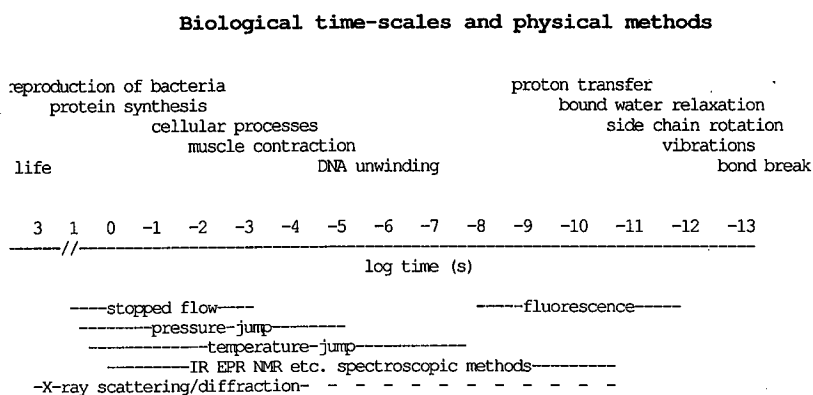 Biological time-scales and physical methods
reproduction of bacteria proton transfer
protein synthesis bound water relaxation
cellular processes side chain rotation
muscle contraction vibrations
life DNA unwinding bond break
3 1 0 -1 -2 -3 -4 -5 -6 -7 -8 -9 -10 -11 -12 -13
log time (s)
stopped flow fluorescence
pressure-jump
temperature-jump
IR EPR NMR etc. spectroscopic methods
X-ray scattering/diffraction